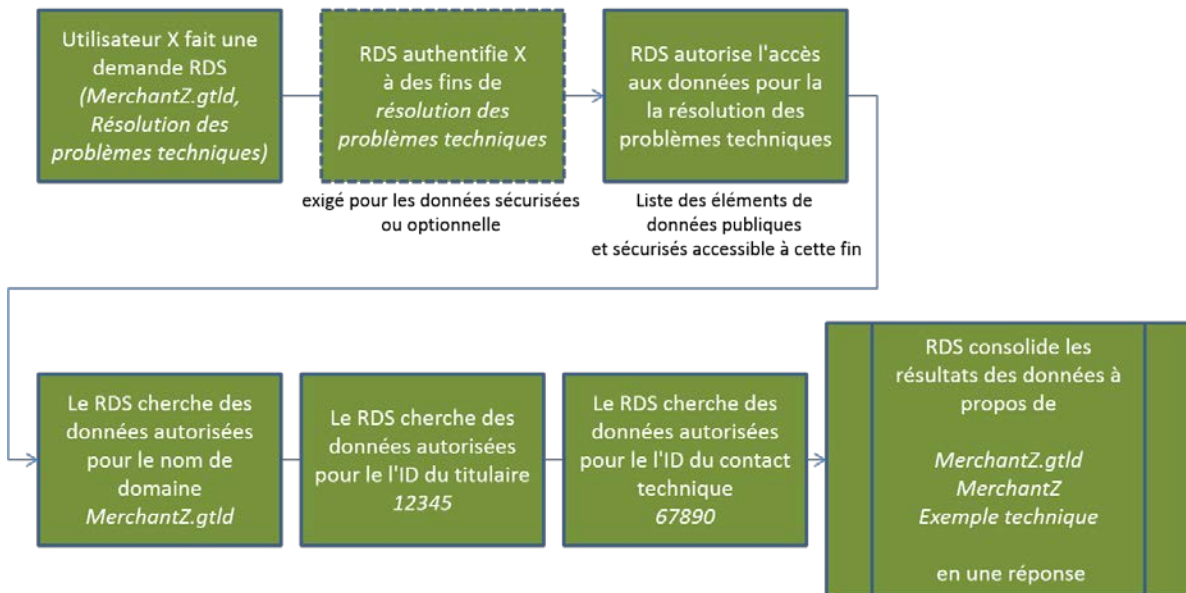 Utilisateur X fait une
demande RDS
(MerchantZ.gtld,
Résolution des
problèmes techniques)
RDS authentifie X
à des fins de
résolution des
problèmes techniques
exigé pour les données sécurisées
ou optionnelle
RDS autorise l'accès
aux données pour la
la résolution des
problèmes techniques
Liste des éléments de
données publiques
et sécurisés accessible à cette fin
Le RDS cherche des
données autorisées
pour le nom de
domaine
MerchantZ.gtld
Le RDS cherche des
données autorisées
pour le l'ID du titulaire
12345
Le RDS cherche des
données autorisées
pour le l'ID du contact
technique
67890
RDS consolide les
résultats des données à
propos de
MerchantZ.gtld
MerchantZ
Exemple technique
en une réponse